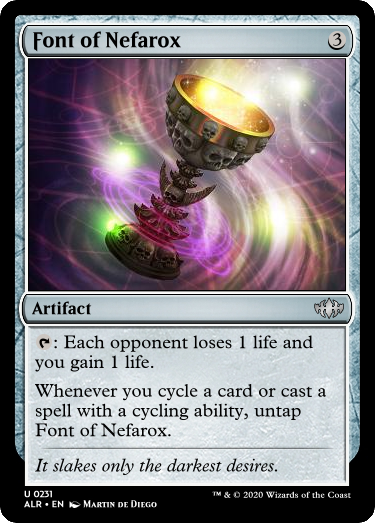 Font of Nefarox 3
Artifact
: Each opponent loses 1 life and
you gain 1 life.
Whenever you cycle a card or cast a
spell with a cycling ability, untap
Font of Nefarox.
It slakes only the darkest desires.
U 0231
ALR • EN Martin de Diego
™ & © 2020 Wizards of the Coast